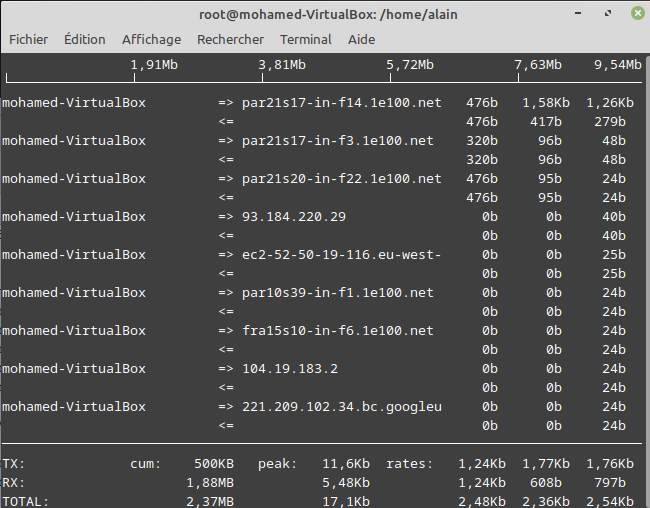 root@mohamed-VirtualBox: /home/alain
Fichier Édition Affichage Rechercher Terminal Aide
1,91Mb 3,81Mb 5,72Mb 7,63Mb 9,54Mb
mohamed-VirtualBox => par21s17-in-f14.1e100.net 476b 1,58Kb 1,26Kb
<= 476b 417b 279b
mohamed-VirtualBox => par21s17-in-f3.1e100.net 320b 96b 48b
<= 320b 96b 48b
mohamed-VirtualBox => par21s20-in-f22.1e100.net 476b 95b 24b
<= 476b 95b 24b
mohamed-VirtualBox => 93.184.220.29 0b 0b 40b
<= 0b 0b 40b
mohamed-VirtualBox => ec2-52-50-19-116.eu-west- 0b 0b 25b
<= 0b 0b 25b
mohamed-VirtualBox => par10s39-in-f1.1e100.net 0b 0b 24b
<= 0b 0b 24b
mohamed-VirtualBox => fra15s10-in-f6.1e100.net 0b 0b 24b
<= 0b 0b 24b
mohamed-VirtualBox => 104.19.183.2 0b 0b 24b
<= 0b 0b 24b
mohamed-VirtualBox => 221.209.102.34.bc.googleu 0b 0b 24b
<= 0b 0b 24b
TX: cum: 500KB peak: 11,6Kb rates: 1,24Kb 1,77Kb 1,76Kb
RX: 1,88MB 5,48Kb 1,24Kb 608b 797b
TOTAL: 2,37MB 17,1Kb 2,48Kb 2,36Kb 2,54Kb